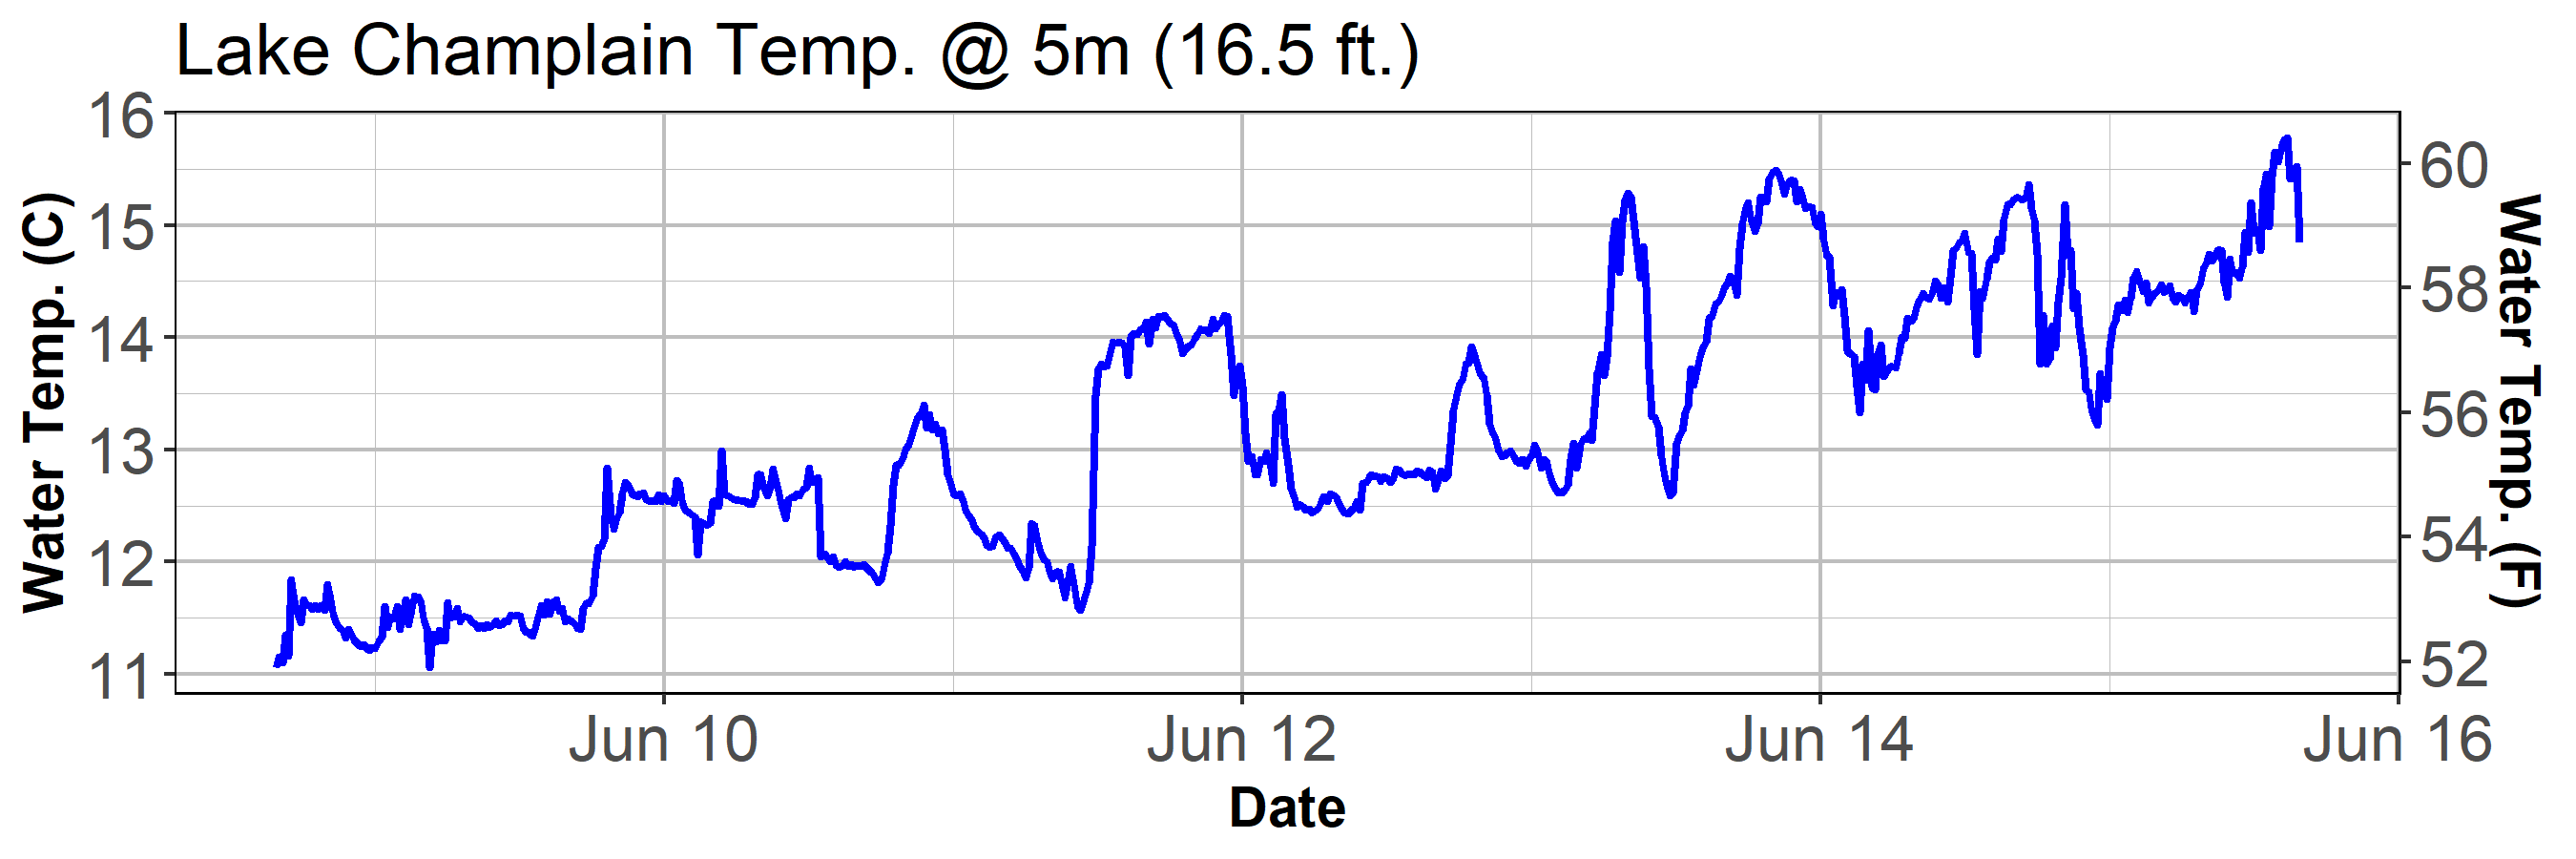 Lake Champlain Temp. @ 5m (16.5 ft.)
Water Temp. (C)
16
15
14
13
12
11
60
58
56
54
52
Water Temp. (F)
Jun 10 Jun 12 Jun 14 Jun 16
Date